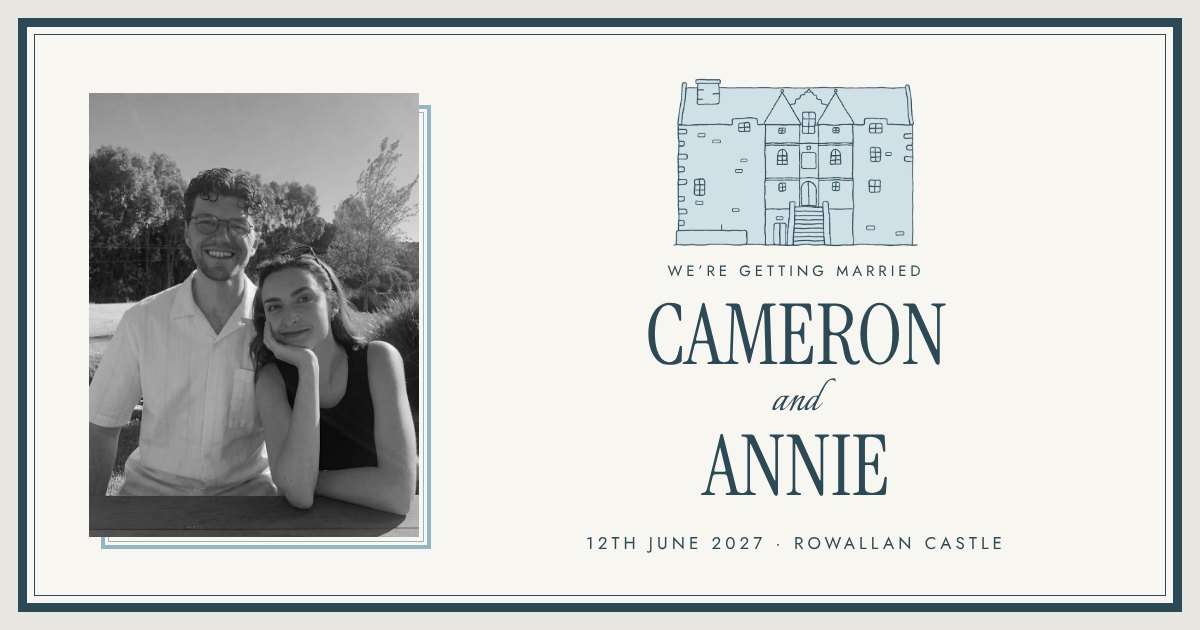 WE'RE GETTING MARRIED
CAMERON
and
ANNIE
12TH JUNE 2027 · ROWALLAN CASTLE